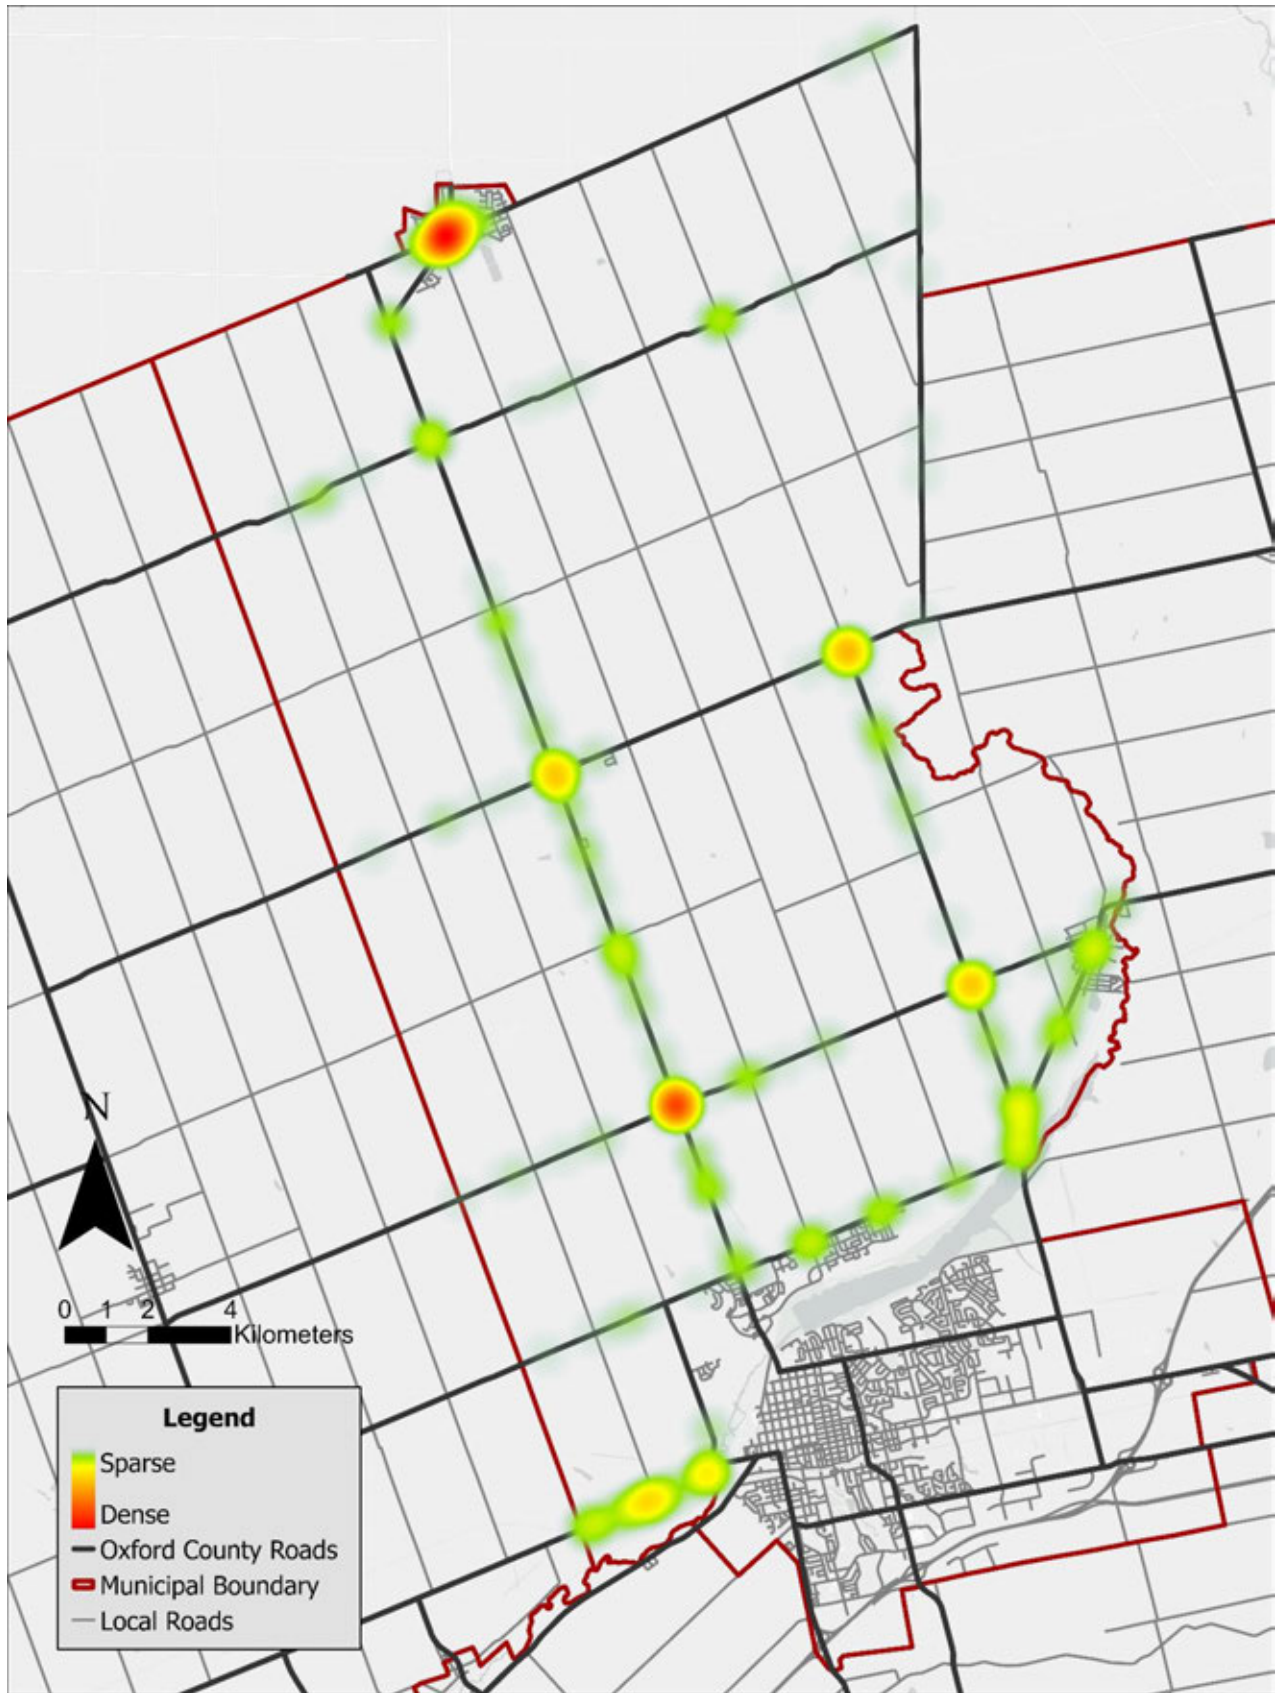 N
0 1 2 4
Kilometers
Legend
Sparse
Dense
Oxford County Roads
Municipal Boundary
Local Roads